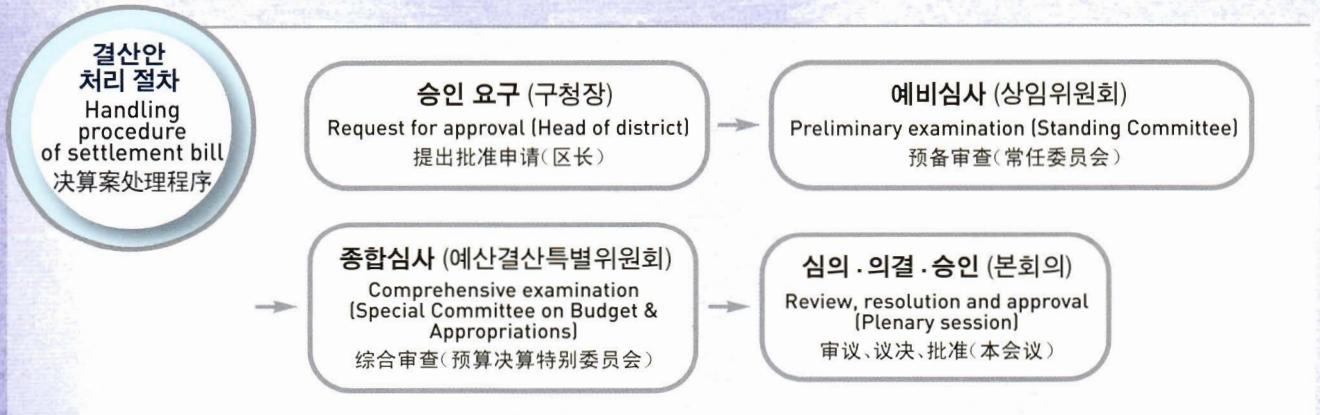 결산안
처리 절차
Handling
procedure
of settlement bill
决算案处理程序
승인 요구 (구청장)
Request for approval (Head of district)
提出批准申请(区长)
예비심사 (상임위원회)
Preliminary examination (Standing Committee)
预备审查(常任委员会)
종합심사 (예산결산특별위원회)
Comprehensive examination
(Special Committee on Budget &
Appropriations)
综合审查(预算决算特别委员会)
심의 · 의결 · 승인 (본회의)
Review, resolution and approval
(Plenary session)
审议、议决、批准(本会议)